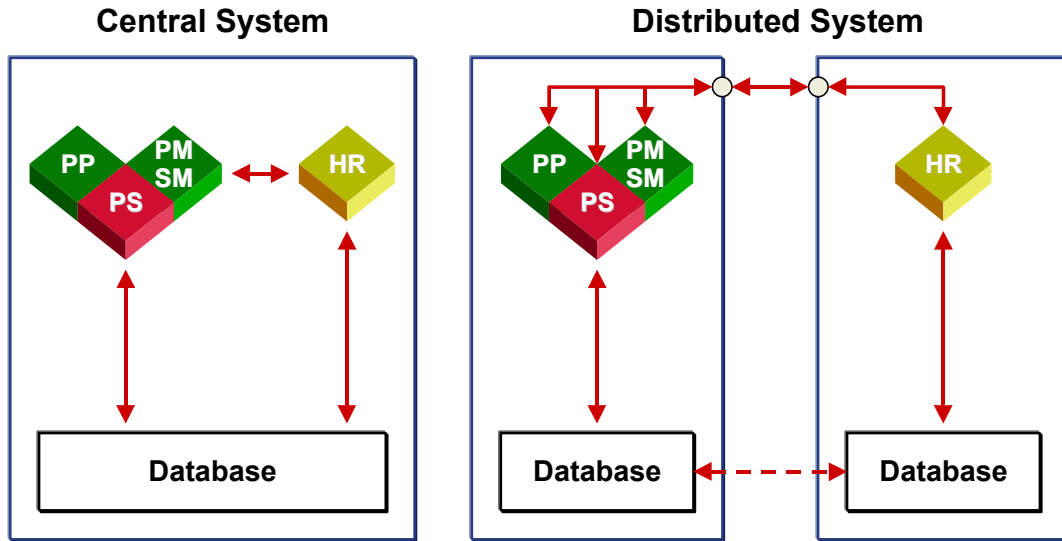 Central System
PP
PM
SM
PS
HR
Database
Distributed System
PP
PM
SM
PS
HR
Database
Database